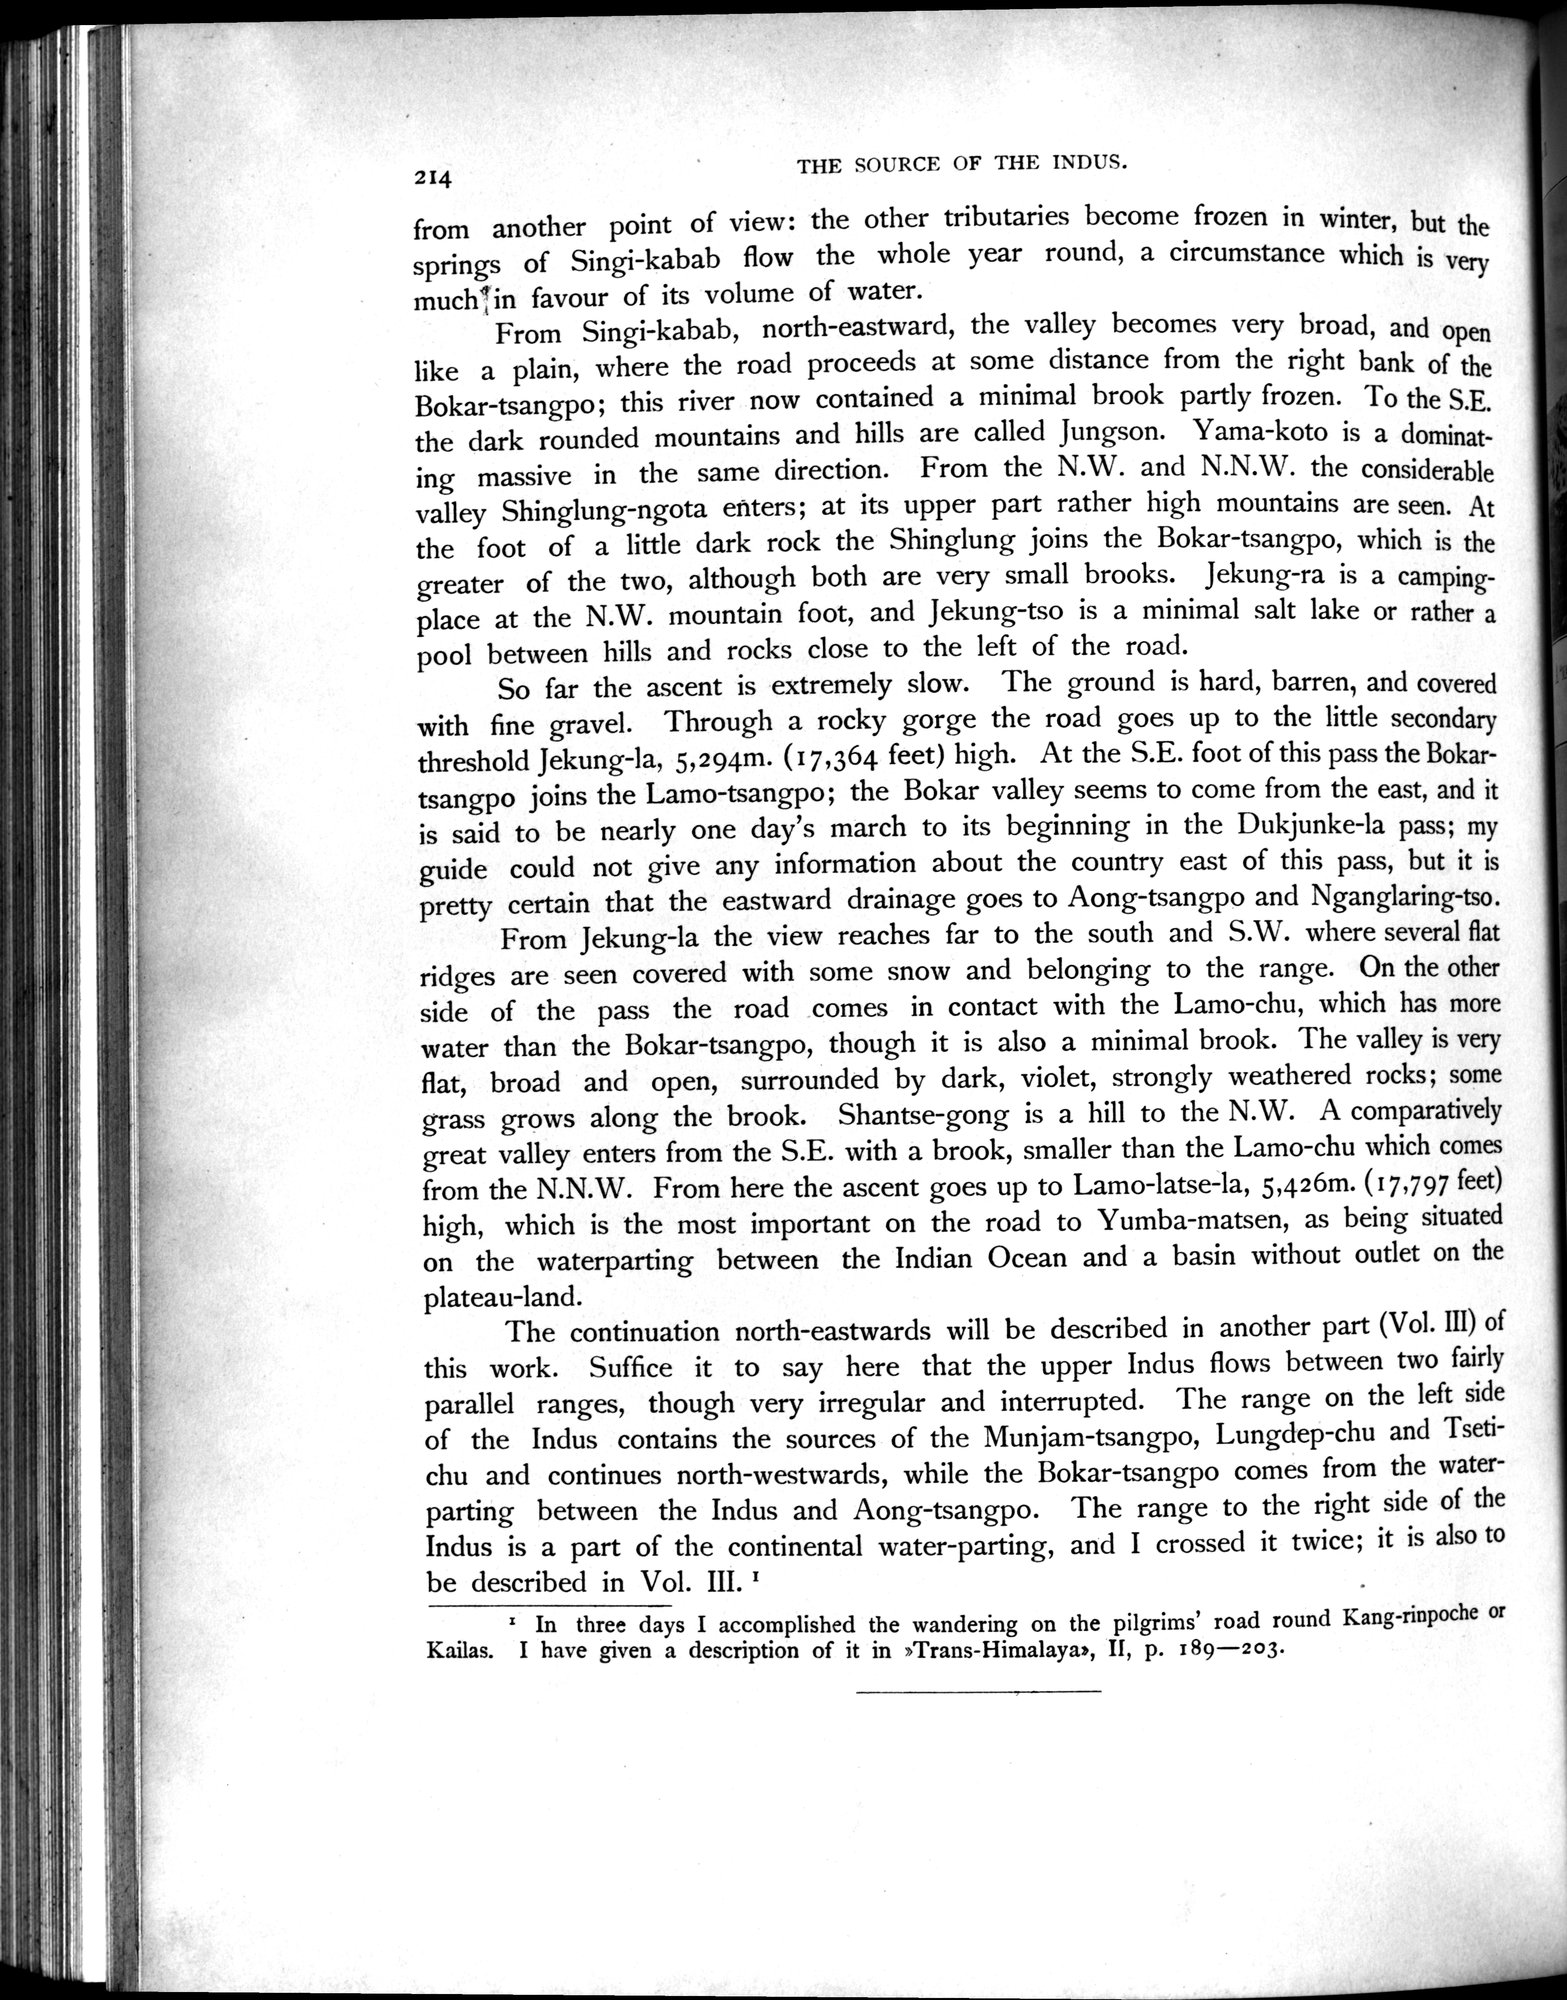 214
THE SOURCE OF THE INDUS.
from another point of view: the other tributaries become frozen in winter, but the
springs of Singi-kabab flow the whole year round, a circumstance which is very
much in favour of its volume of water.
From Singi-kabab, north-eastward, the valley becomes very broad, and open
like a plain, where the road proceeds at some distance from the right bank of the
Bokar-tsangpo; this river now contained a minimal brook partly frozen. To the S.E.
the dark rounded mountains and hills are called Jungson. Yama-koto is a dominat-
ing massive in the same direction. From the N.W. and N.N.W. the considerable
valley Shinglung-ngota enters; at its upper part rather high mountains are seen. At
the foot of a little dark rock the Shinglung joins the Bokar-tsangpo, which is the
greater of the two, although both are very small brooks. Jekung-ra is a camping-
place at the N.W. mountain foot, and Jekung-tso is a minimal salt lake or rather a
pool between hills and rocks close to the left of the road.
So far the ascent is extremely slow. The ground is hard, barren, and covered
with fine gravel. Through a rocky gorge the road goes up to the little secondary
threshold Jekung-la, 5,294m. (17,364 feet) high. At the S.E. foot of this pass the Bokar-
tsangpo joins the Lamo-tsangpo; the Bokar valley seems to come from the east, and it
is said to be nearly one day's march to its beginning in the Dukjunke-la pass; my
guide could not give any information about the country east of this pass, but it is
pretty certain that the eastward drainage goes to Aong-tsangpo and Nganglaring-tso.
From Jekung-la the view reaches far to the south and S.W. where several flat
ridges are seen covered with some snow and belonging to the range. On the other
side of the pass the road comes in contact with the Lamo-chu, which has more
water than the Bokar-tsangpo, though it is also a minimal brook. The valley is very
flat, broad and open, surrounded by dark, violet, strongly weathered rocks; some
grass grows along the brook. Shantse-gong is a hill to the N.W. A comparatively
great valley enters from the S.E. with a brook, smaller than the Lamo-chu which comes
from the N.N.W. From here the ascent goes up to Lamo-latse-la, 5,426m. (17,797 feet)
high, which is the most important on the road to Yumba-matsen, as being situated
on the waterparting between the Indian Ocean and a basin without outlet on the
plateau-land.
The continuation north-eastwards will be described in another part (Vol. III) of
this work. Suffice it to say here that the upper Indus flows between two fairly
parallel ranges, though very irregular and interrupted. The range on the left side
of the Indus contains the sources of the Munjam-tsangpo, Lungdep-chu and Tseti-
chu and continues north-westwards, while the Bokar-tsangpo comes from the water-
parting between the Indus and Aong-tsangpo. The range to the right side of the
Indus is a part of the continental water-parting, and I crossed it twice; it is also to
be described in Vol. III. ¹
¹ In three days I accomplished the wandering on the pilgrims' road round Kang-rinpoche or
Kailas. I have given a description of it in »Trans-Himalaya», II, p. 189—203.